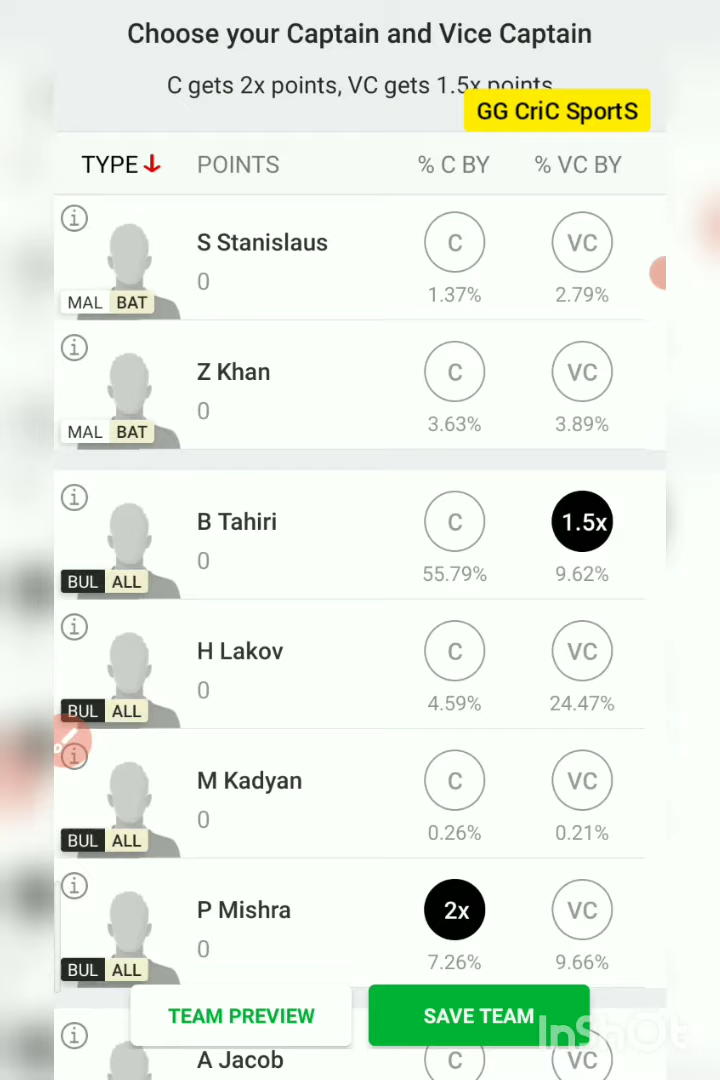 Choose your Captain and Vice Captain
C gets 2x points, VC gets 1.5x points
GG CriC SportS
TYPE POINTS % C BY % VC BY
S Stanislaus C VC
0
1.37% 2.79%
MAL BAT
Z Khan C VC
0
3.63% 3.89%
MAL BAT
B Tahiri C 1.5x
0
55.79% 9.62%
BUL ALL
H Lakov C VC
0
4.59% 24.47%
BUL ALL
M Kadyan C VC
0
0.26% 0.21%
BUL ALL
P Mishra 2x VC
0
7.26% 9.66%
BUL ALL
TEAM PREVIEW SAVE TEAM
InShOt
A Jacob C VC